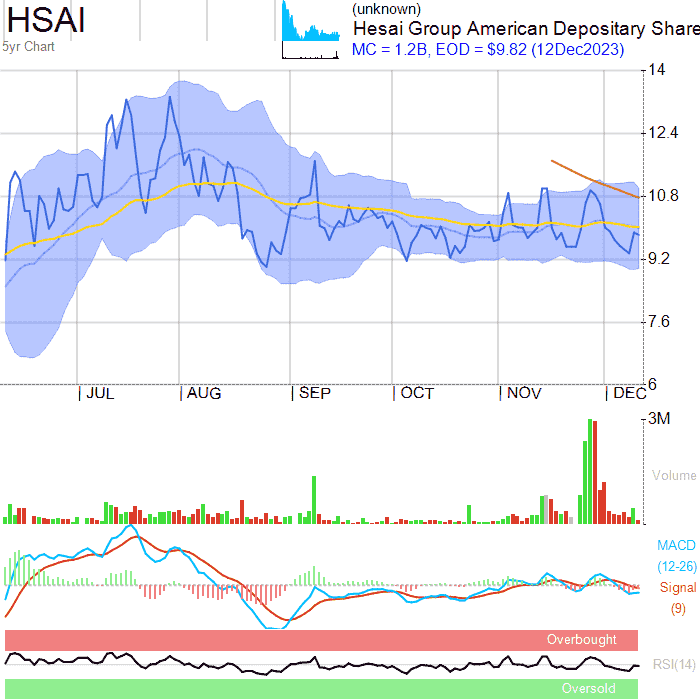 HSAI
5yr Chart
(unknown)
Hesai Group American Depositary Share
MC = 1.2B, EOD = $9.82 (12Dec2023)
14
12.4
10.8
9.2
7.6
6
JUL
AUG
SEP
OCT
NOV
DEC
3M
Volume
MACD
(12-26)
Signal
(9)
Overbought
RSI(14)
Oversold